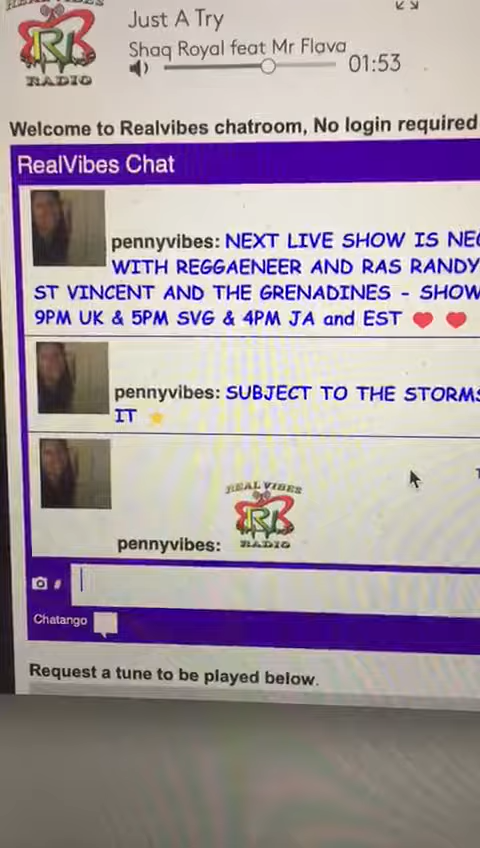 REAL VIBES
RADIO
Just A Try
Shaq Royal feat Mr Flava
01:53
Welcome to Realvibes chatroom, No login required
RealVibes Chat
pennyvibes: NEXT LIVE SHOW IS
WITH REGGAENEER AND RAS RANDY
ST VINCENT AND THE GRENADINES - SHOW
9PM UK & 5PM SVG & 4PM JA and EST ❤️ ❤️
pennyvibes: SUBJECT TO THE STORMS
IT ⭐
REAL VIBES
RADIO
pennyvibes:
Chatango
Request a tune to be played below.